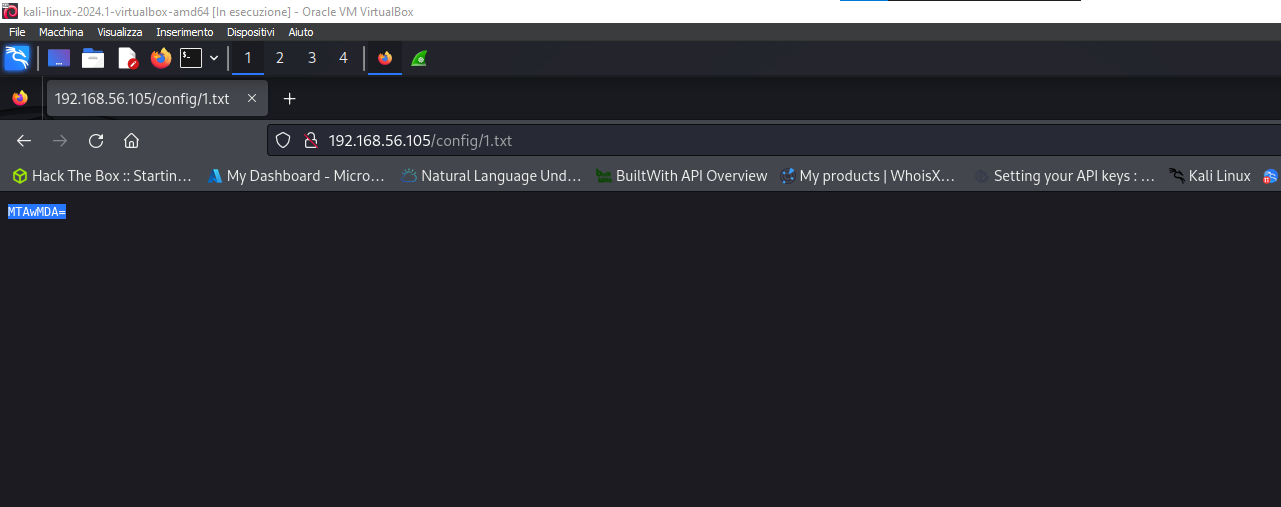 kali-linux-2024.1-virtualbox-amd64 [In esecuzione] - Oracle VM VirtualBox
File Macchina Visualizza Inserimento Dispositivi Aiuto
1 2 3 4
192.168.56.105/config/1.txt
192.168.56.105/config/1.txt
Hack The Box :: Startin… My Dashboard - Micro… Natural Language Und… BuiltWith API Overview My products | WhoisX… Setting your API keys : … Kali Linux
MTAwMDA=